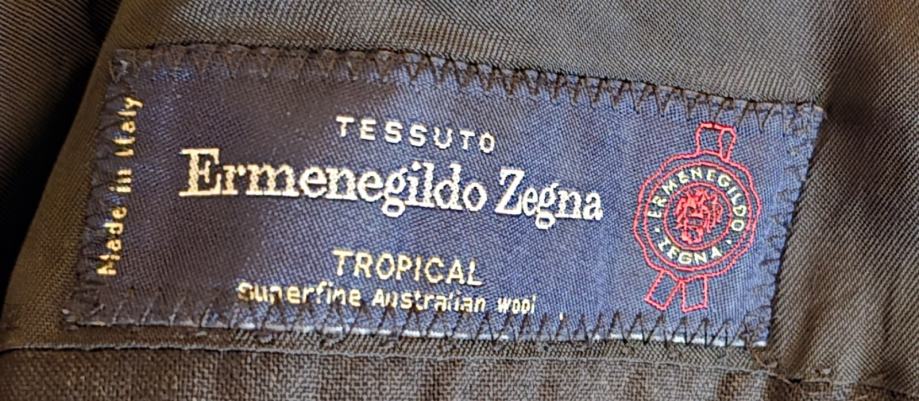 Made in Italy
TESSUTO
Ermenegildo Zegna
TROPICAL
Superfine Australian wool
ERMENEGILDO
· ZEGNA ·